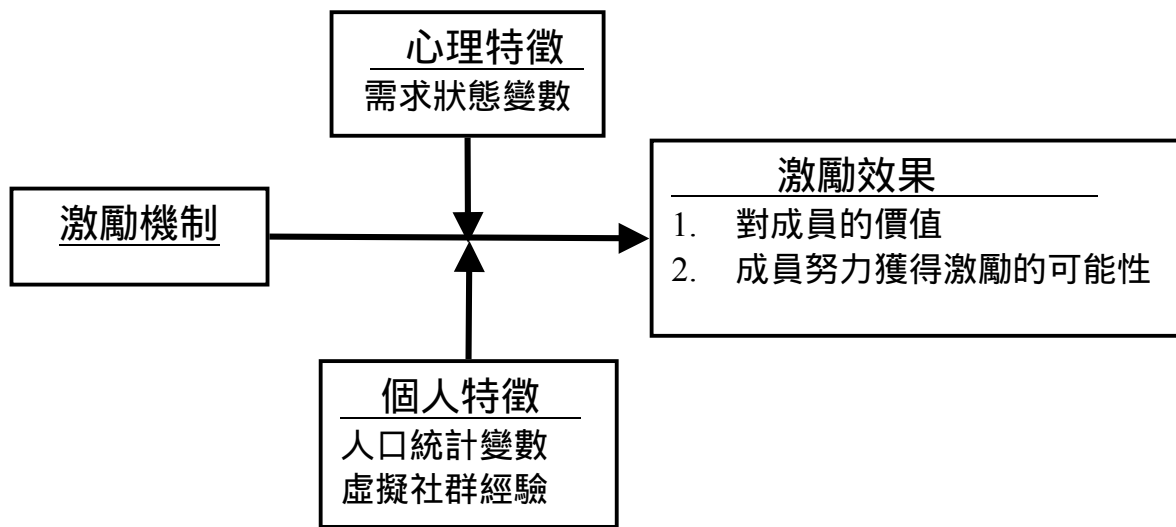 心理特徵
需求狀態變數
激勵機制
激勵效果
1. 對成員的價值
2. 成員努力獲得激勵的可能性
個人特徵
人口統計變數
虛擬社群經驗